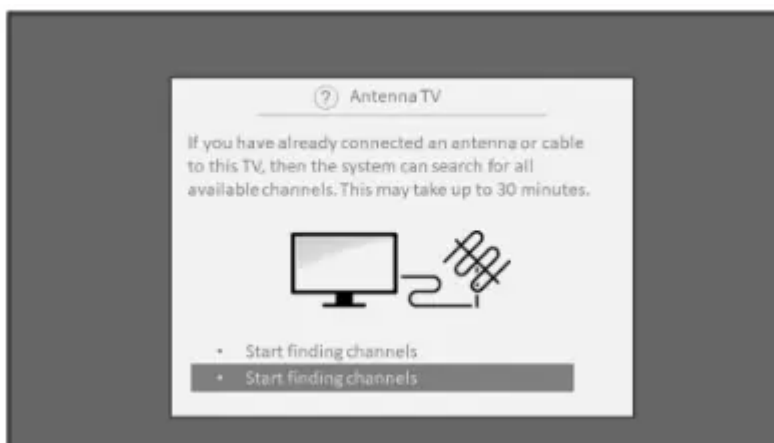 ? Antenna TV
If you have already connected an antenna or cable
to this TV, then the system can search for all
available channels. This may take up to 30 minutes.
• Start finding channels
• Start finding channels